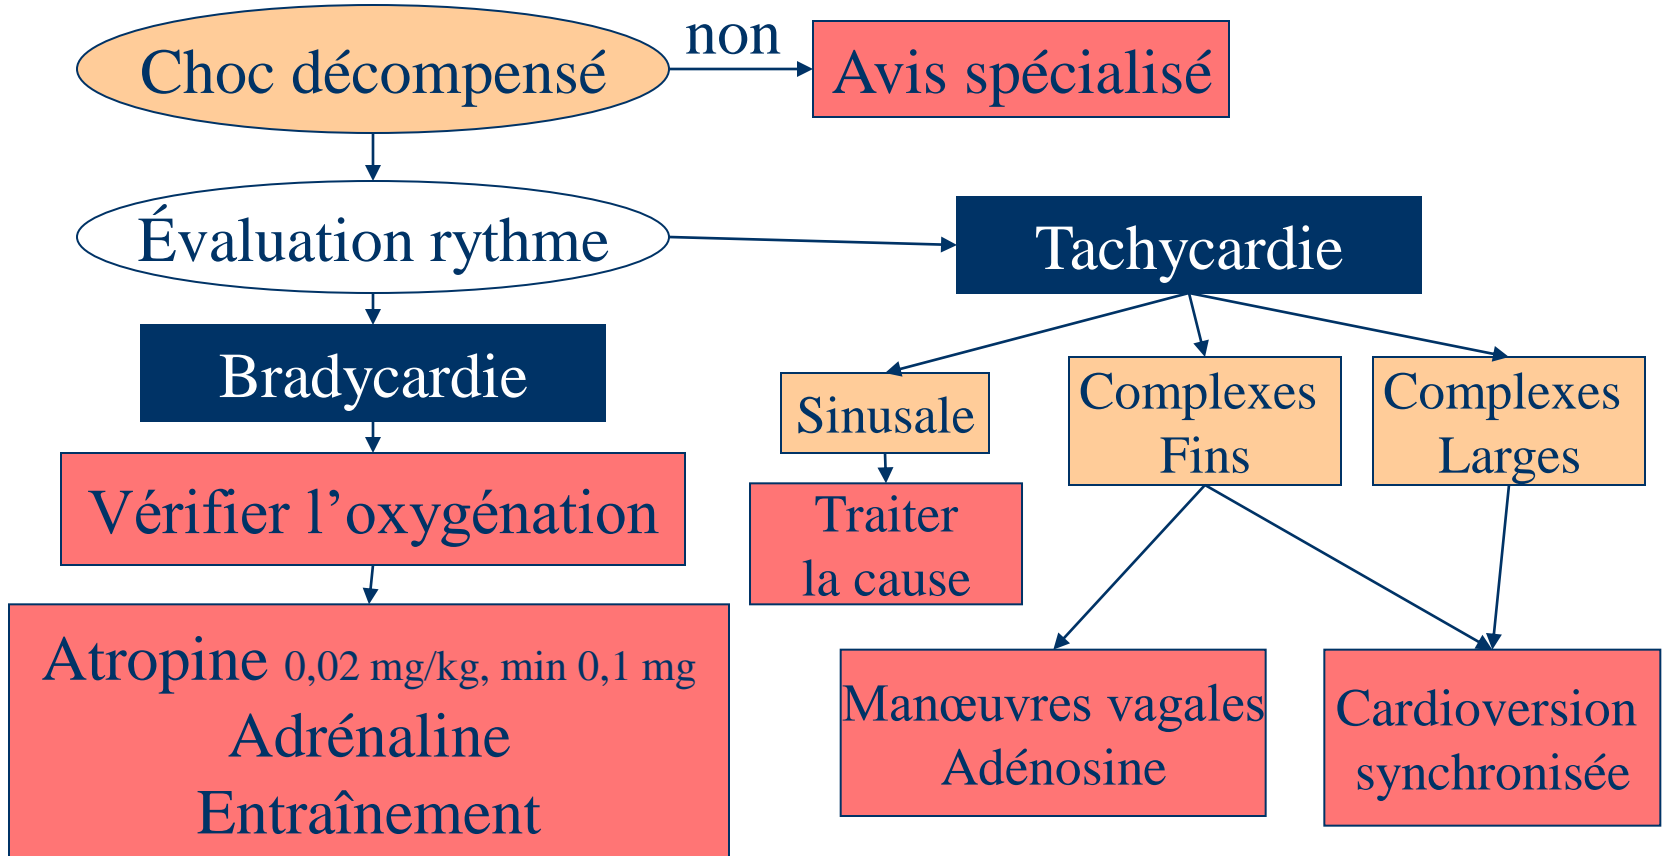 Choc décompensé
non
Avis spécialisé
Évaluation rythme
Tachycardie
Bradycardie
Sinusale
Complexes
Fins
Complexes
Larges
Vérifier l’oxygénation
Traiter
la cause
Atropine 0,02 mg/kg, min 0,1 mg
Adrénaline
Entraînement
Manœuvres vagales
Adénosine
Cardioversion
synchronisée